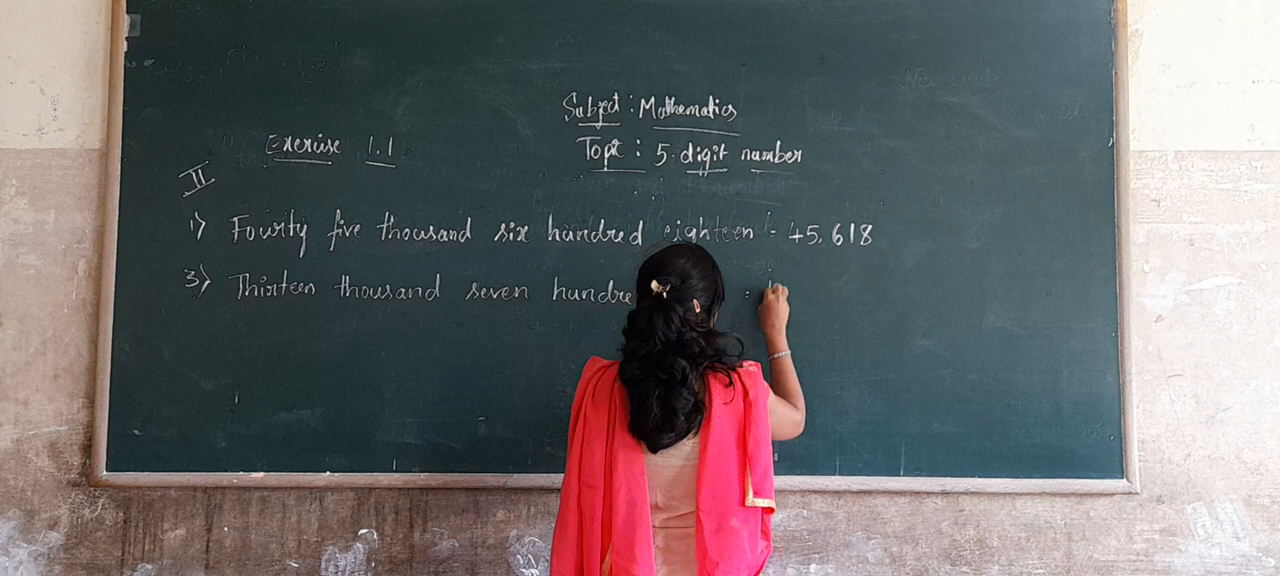 Subject : Mathematics
Exercise 1.1
Topic : 5 digit number
II
1) Fourty five thousand six hundred eighteen = 45,618
3) Thirteen thousand seven hundre =